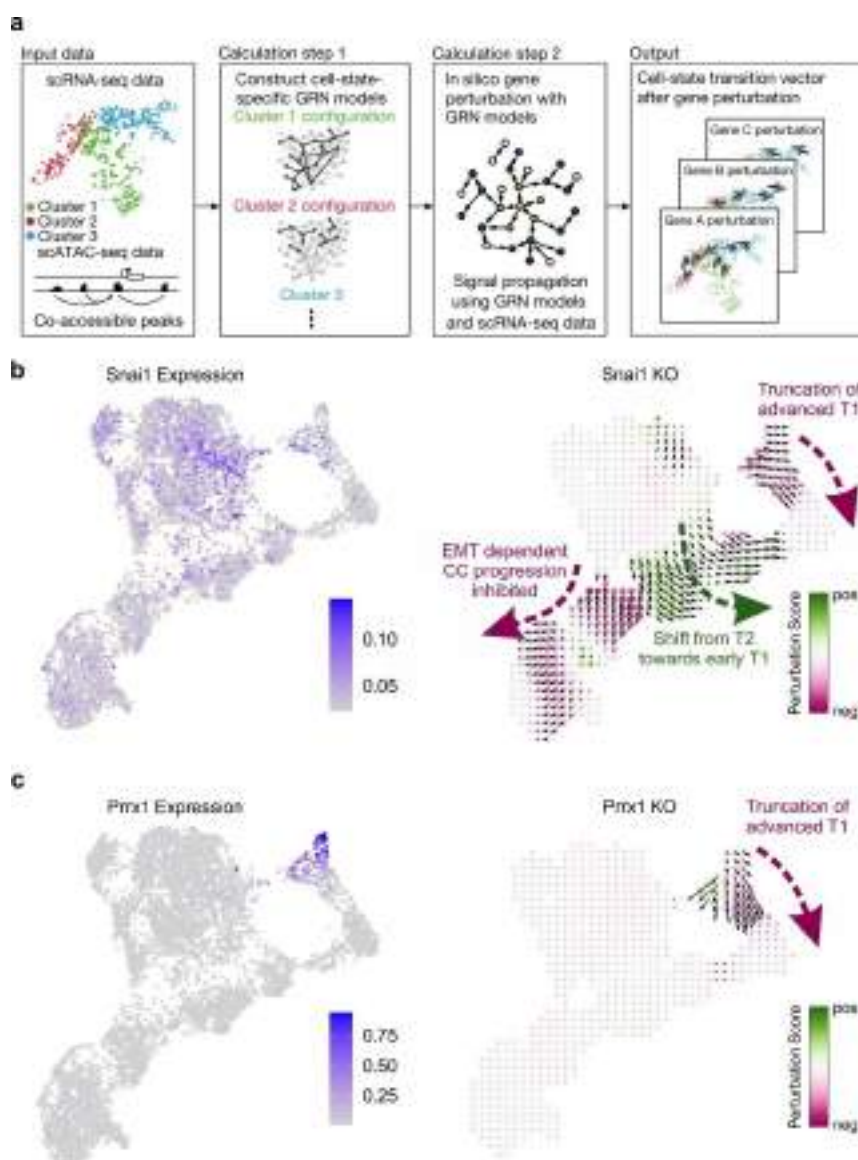 a
Input data
scRNA-seq data
Cluster 1
Cluster 2
Cluster 3
scATAC-seq data
Co-accessible peaks
Calculation step 1
Construct cell-state-
specific GRN models
Cluster 1 configuration
Cluster 2 configuration
Cluster 3
Calculation step 2
In silico gene
perturbation with
GRN models
Signal propagation
using GRN models
and scRNA-seq data
Output
Cell-state transition vector
after gene perturbation
Gene C perturbation
Gene B perturbation
Gene A perturbation
b
Snai1 Expression
0.10
0.05
Snai1 KO
Truncation of
advanced T1
EMT dependent
CC progression
inhibited
Shift from T2
towards early T1
Perturbation Score
pos
neg
c
Prrx1 Expression
0.75
0.50
0.25
Prrx1 KO
Truncation of
advanced T1
Perturbation Score
pos
neg